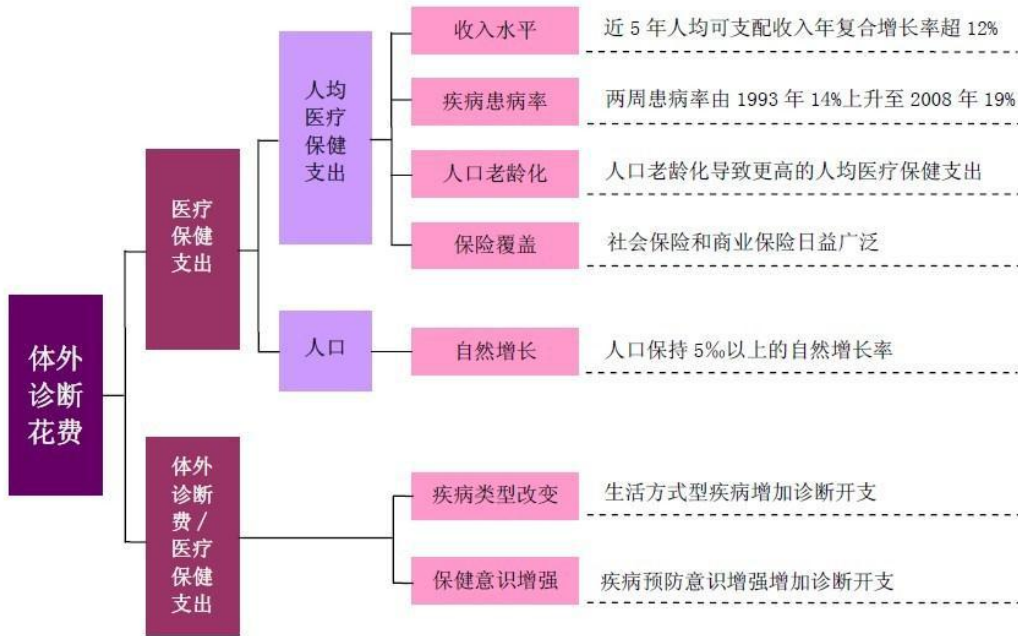 体外
诊断
花费
医疗
保健
支出
体外
诊断
费/
医疗
保健
支出
人均
医疗
保健
支出
人口
收入水平
近5年人均可支配收入年复合增长率超12%
疾病患病率
两周患病率由1993年14%上升至2008年19%
人口老龄化
人口老龄化导致更高的人均医疗保健支出
保险覆盖
社会保险和商业保险日益广泛
自然增长
人口保持5‰以上的自然增长率
疾病类型改变
生活方式型疾病增加诊断开支
保健意识增强
疾病预防意识增强增加诊断开支